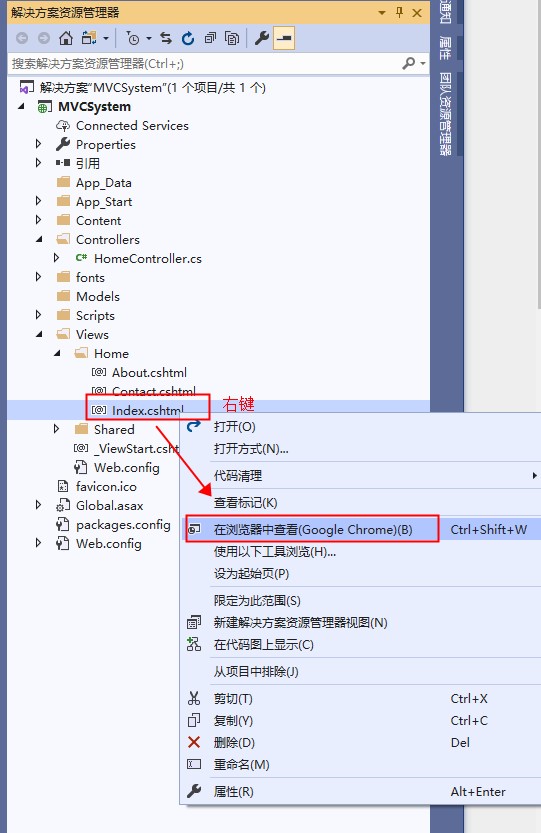 解决方案资源管理器
搜索解决方案资源管理器(Ctrl+;)
解决方案"MVCSystem"(1 个项目/共 1 个)
MVCSystem
Connected Services
Properties
引用
App_Data
App_Start
Content
Controllers
C# HomeController.cs
fonts
Models
Scripts
Views
Home
[@] About.cshtml
[@] Contact.cshtml
[@] Index.cshtml
右键
Shared
[@] _ViewStart.csht
Web.config
favicon.ico
Global.asax
packages.config
Web.config
打开(O)
打开方式(N)...
代码清理
查看标记(K)
在浏览器中查看(Google Chrome)(B) Ctrl+Shift+W
使用以下工具浏览(H)...
设为起始页(P)
限定为此范围(S)
新建解决方案资源管理器视图(N)
在代码图上显示(C)
从项目中排除(J)
剪切(T) Ctrl+X
复制(Y) Ctrl+C
删除(D) Del
重命名(M)
属性(R) Alt+Enter
通知
属性
团队资源管理器